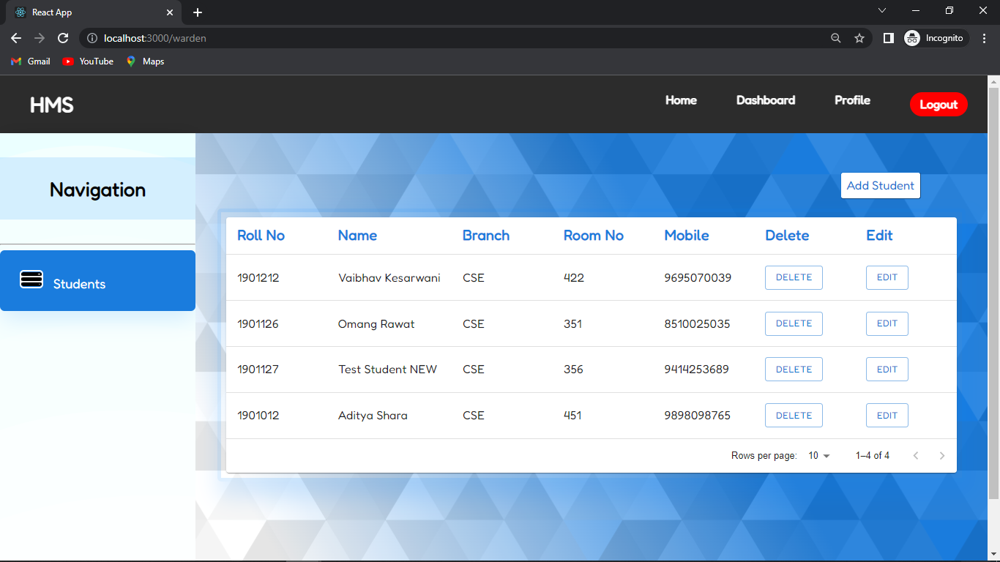 React App
localhost:3000/warden
Incognito
Gmail YouTube Maps
HMS Home Dashboard Profile Logout
Navigation
Students
Add Student
Roll No Name Branch Room No Mobile Delete Edit
1901212 Vaibhav Kesarwani CSE 422 9695070039 DELETE EDIT
1901126 Omang Rawat CSE 351 8510025035 DELETE EDIT
1901127 Test Student NEW CSE 356 9414253689 DELETE EDIT
1901012 Aditya Shara CSE 451 9898098765 DELETE EDIT
Rows per page: 10 1–4 of 4